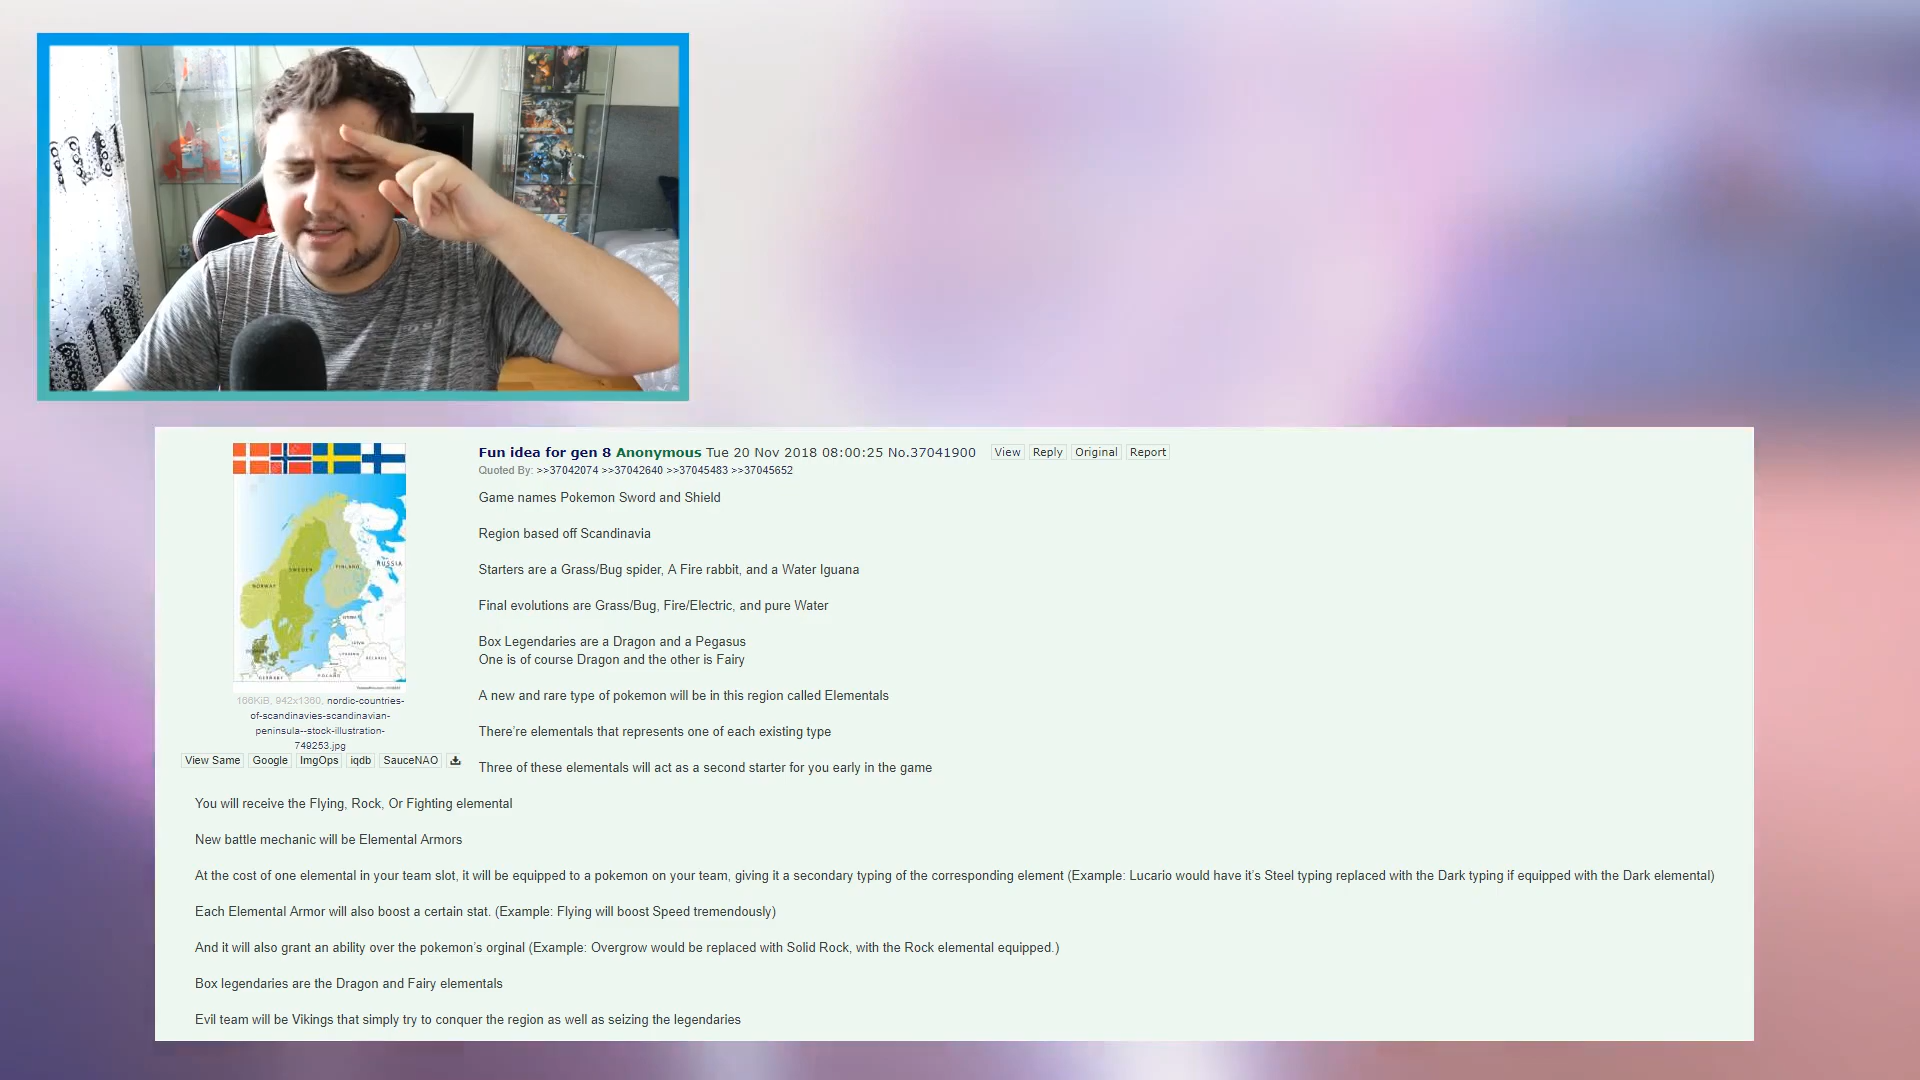 Fun idea for gen 8 Anonymous Tue 20 Nov 2018 08:00:25 No.37041900 View Reply Original Report
Quoted By: >>37042074 >>37042640 >>37045483 >>37045652
Game names Pokemon Sword and Shield
Region based off Scandinavia
Starters are a Grass/Bug spider, A Fire rabbit, and a Water Iguana
Final evolutions are Grass/Bug, Fire/Electric, and pure Water
Box Legendaries are a Dragon and a Pegasus
One is of course Dragon and the other is Fairy
A new and rare type of pokemon will be in this region called Elementals
There're elementals that represents one of each existing type
Three of these elementals will act as a second starter for you early in the game
NORWAY
SWEDEN
FINLAND
RUSSIA
GERMANY
POLAND
166KiB, 942x1360, nordic-countries-
of-scandinavies-scandinavian-
peninsula--stock-illustration-
749253.jpg
View Same Google ImgOps iqdb SauceNAO
You will receive the Flying, Rock, Or Fighting elemental
New battle mechanic will be Elemental Armors
At the cost of one elemental in your team slot, it will be equipped to a pokemon on your team, giving it a secondary typing of the corresponding element (Example: Lucario would have it's Steel typing replaced with the Dark typing if equipped with the Dark elemental)
Each Elemental Armor will also boost a certain stat. (Example: Flying will boost Speed tremendously)
And it will also grant an ability over the pokemon's orginal (Example: Overgrow would be replaced with Solid Rock, with the Rock elemental equipped.)
Box legendaries are the Dragon and Fairy elementals
Evil team will be Vikings that simply try to conquer the region as well as seizing the legendaries